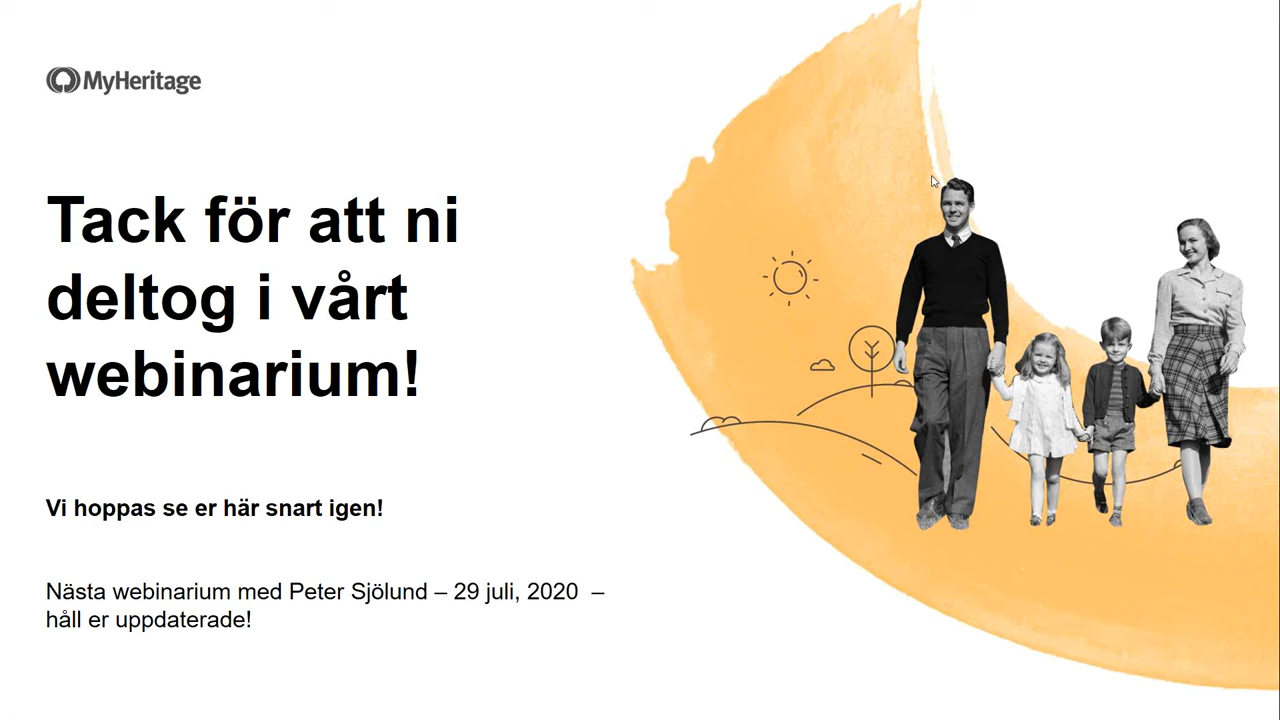 MyHeritage
Tack för att ni
deltog i vårt
webinarium!
Vi hoppas se er här snart igen!
Nästa webinarium med Peter Sjölund – 29 juli, 2020 –
håll er uppdaterade!